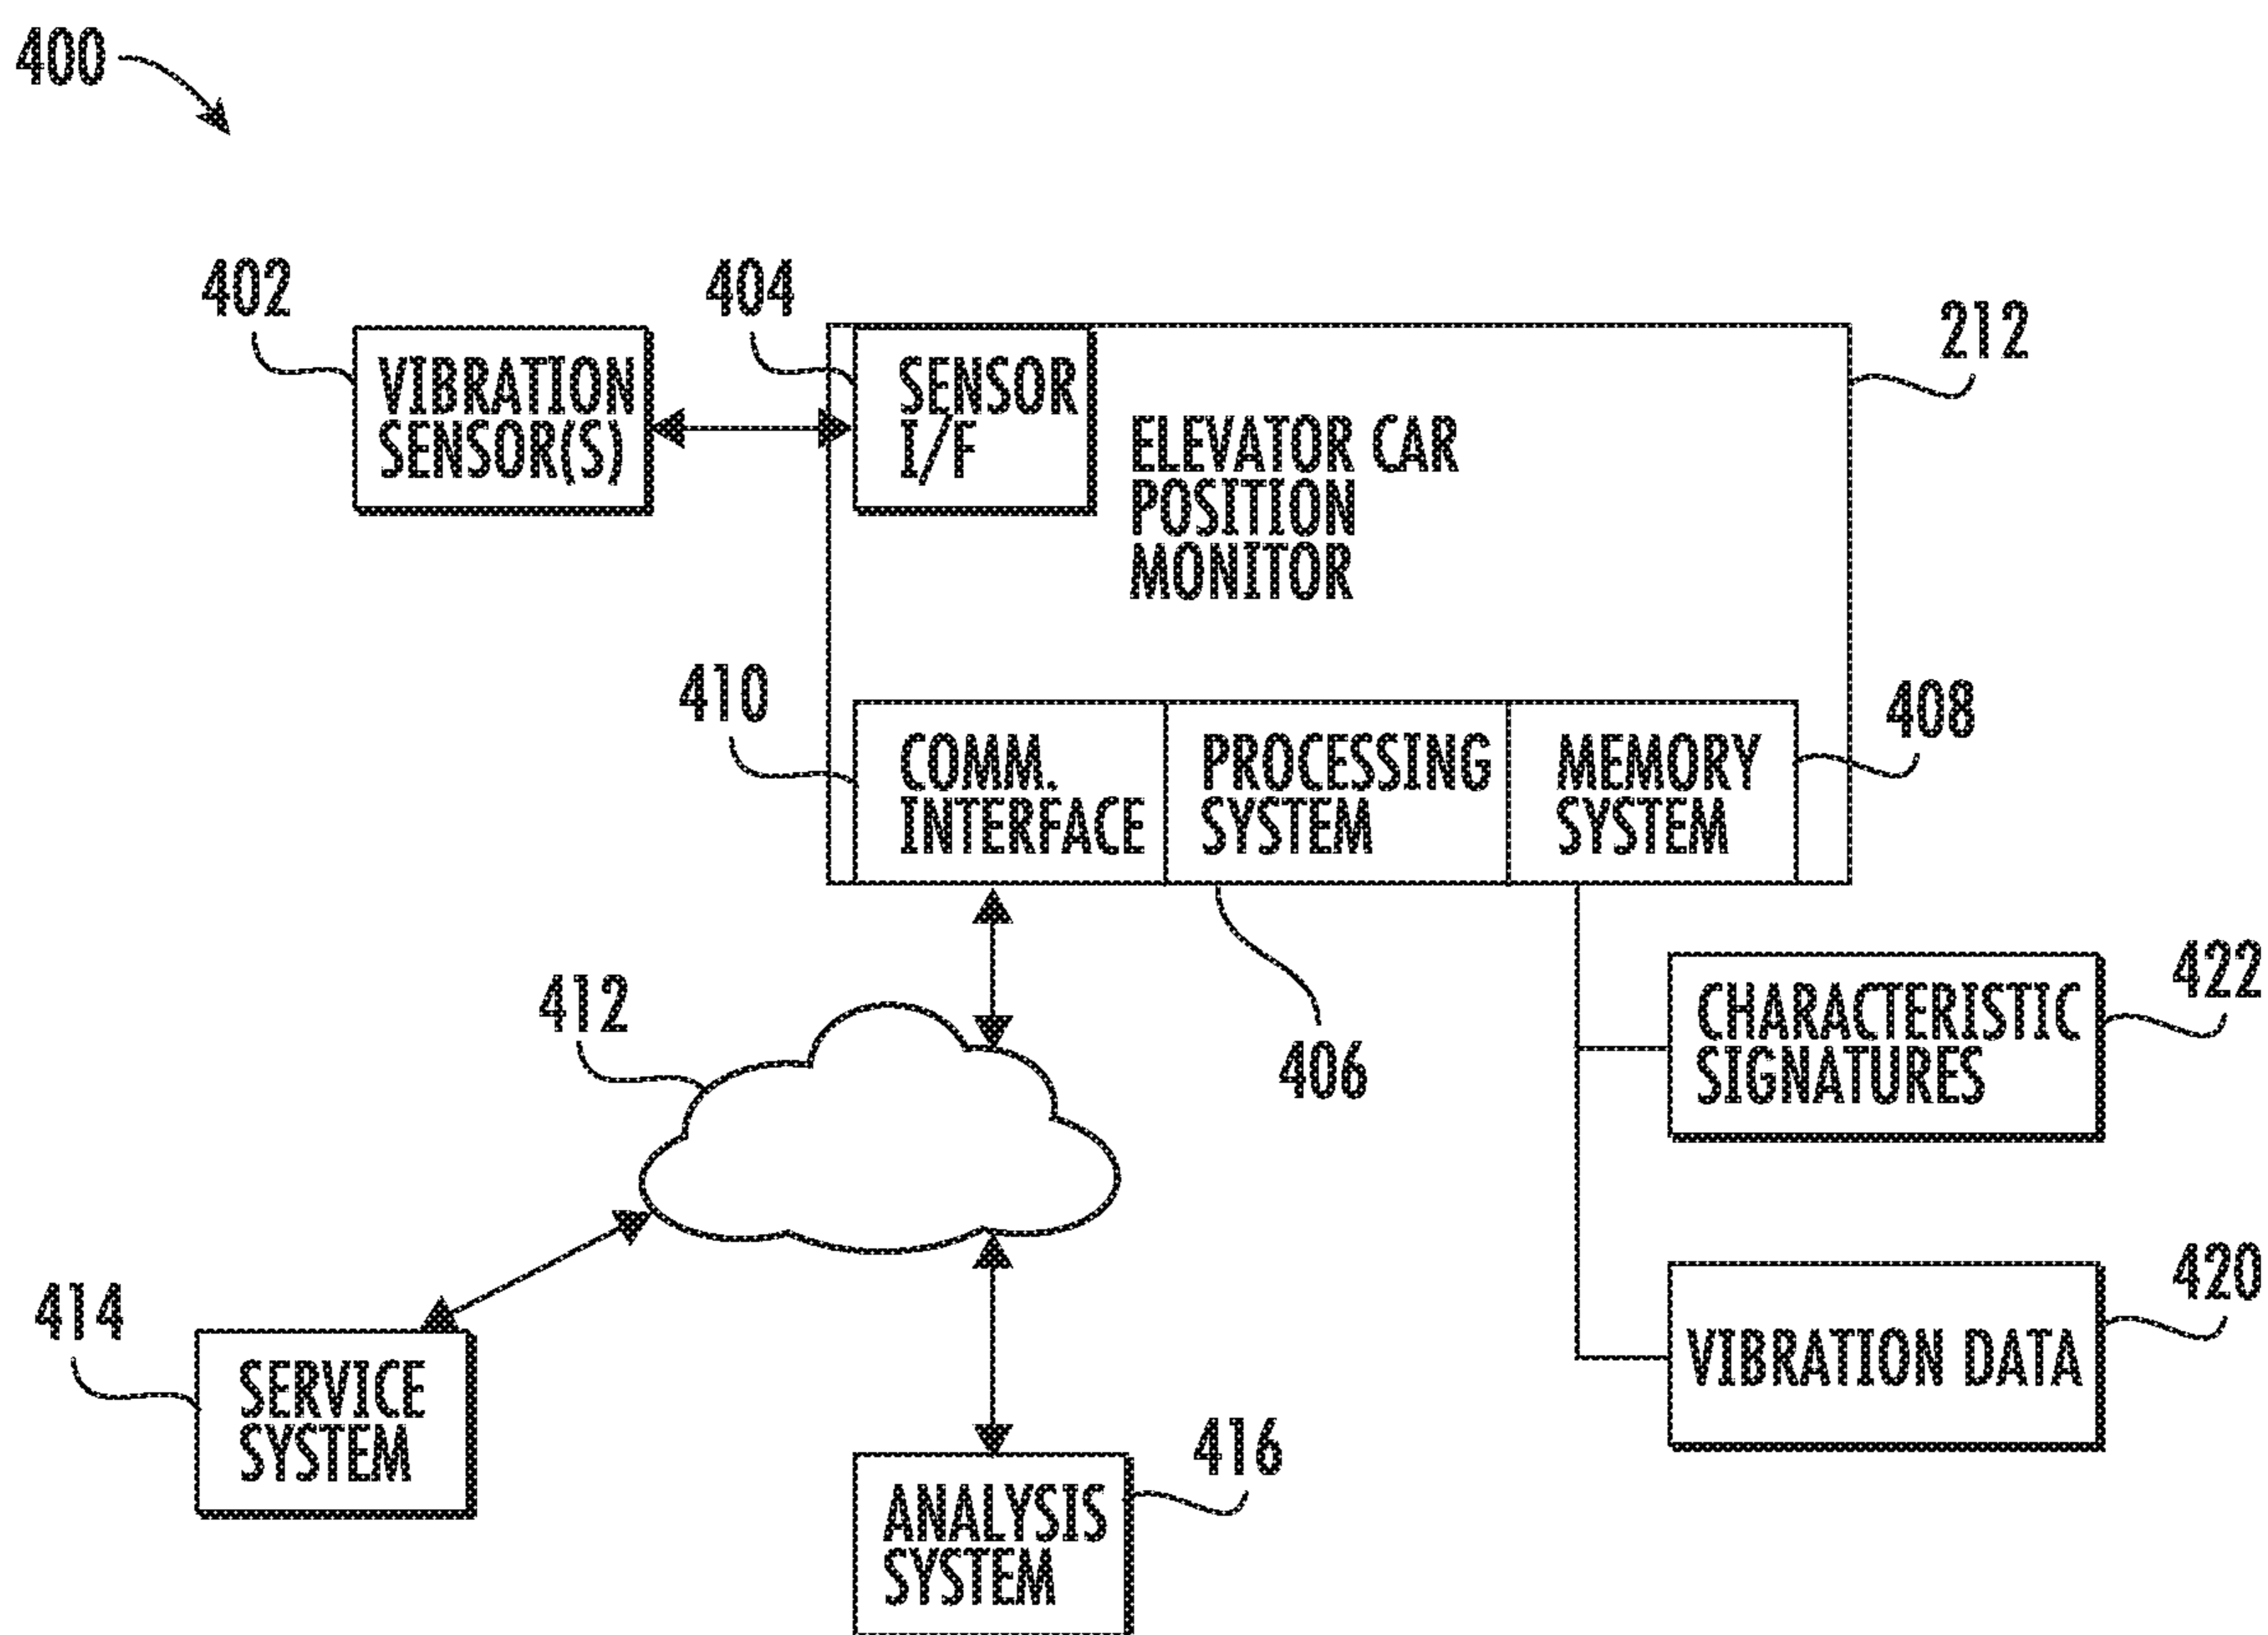 400
402
404
212
VIBRATION
SENSOR(S)
SENSOR
I/F
ELEVATOR CAR
POSITION
MONITOR
410
408
COMM.
INTERFACE
PROCESSING
SYSTEM
MEMORY
SYSTEM
412
406
422
CHARACTERISTIC
SIGNATURES
414
420
SERVICE
SYSTEM
VIBRATION DATA
416
ANALYSIS
SYSTEM